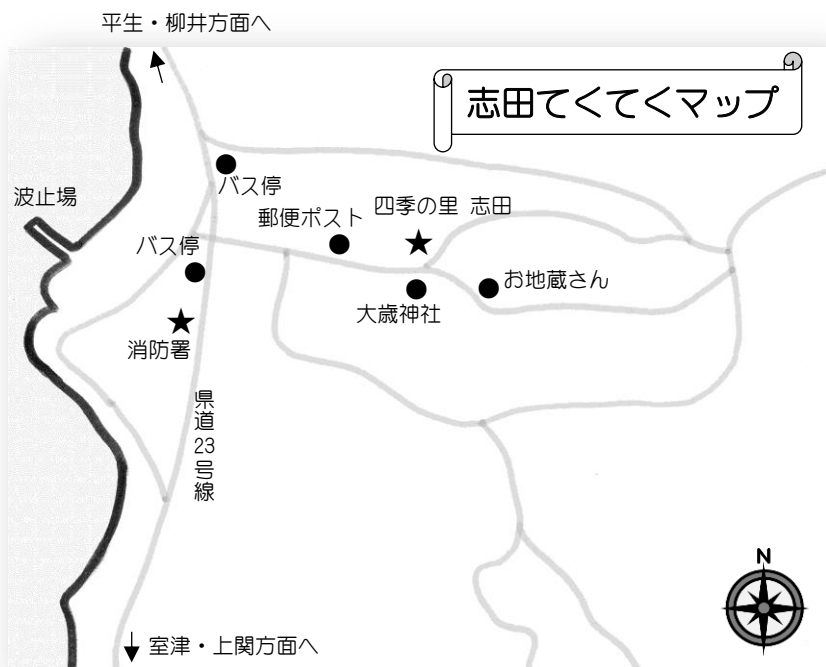 平生・柳井方面へ
志田てくてくマップ
バス停
波止場
郵便ポスト
四季の里 志田
バス停
お地蔵さん
大歳神社
消防署
県道23号線
N
室津・上関方面へ